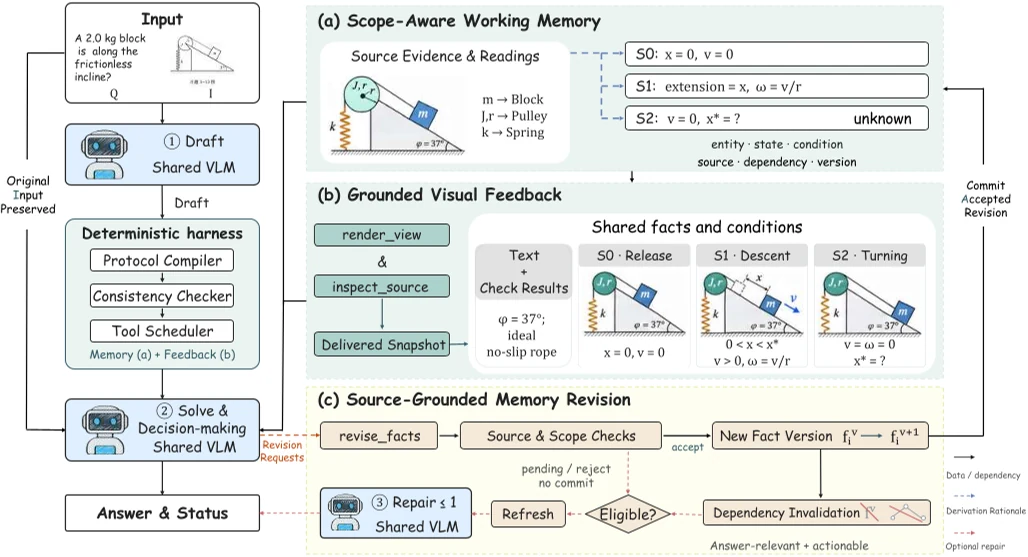 Input
A 2.0 kg block
is along the
frictionless
incline?
Q
I
① Draft
Shared VLM
Draft
Original
Input
Preserved
Deterministic harness
Protocol Compiler
Consistency Checker
Tool Scheduler
Memory (a) + Feedback (b)
② Solve &
Decision-making
Shared VLM
Revision
Requests
Answer & Status
(a) Scope-Aware Working Memory
Source Evidence & Readings
J,r
r
m
k
φ = 37°
m → Block
J,r → Pulley
k → Spring
S0: x = 0, v = 0
S1: extension = x, ω = v/r
S2: v = 0, x* = ?
unknown
entity · state · condition
source · dependency · version
(b) Grounded Visual Feedback
render_view
&
inspect_source
Delivered Snapshot
Shared facts and conditions
Text
+
Check Results
φ = 37°;
ideal
no-slip rope
S0 · Release
J,r
m
k
φ = 37°
x = 0, v = 0
S1 · Descent
J,r
x
m
v
k
φ = 37°
0 < x < x*
v > 0, ω = v/r
S2 · Turning
J,r
m
k
φ = 37°
v = ω = 0
x* = ?
Commit
Accepted
Revision
(c) Source-Grounded Memory Revision
revise_facts
Source & Scope Checks
accept
New Fact Version fᵢᵛ → fᵢᵛ⁺¹
pending / reject
no commit
③ Repair ≤ 1
Shared VLM
Refresh
Eligible?
Dependency Invalidation
Answer-relevant + actionable
Data / dependency
Derivation Rationale
Optional repair